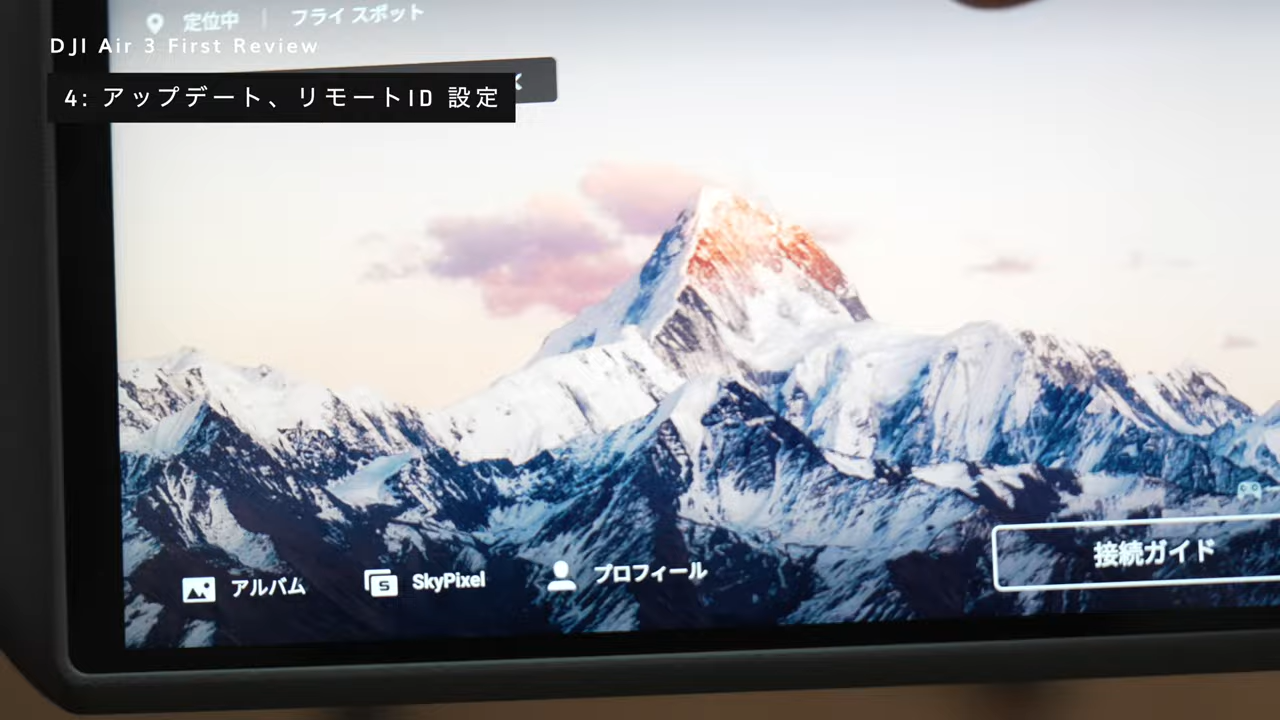 定位中 | フライ スポット
DJI Air 3 First Review
4: アップデート、リモートID 設定
接続ガイド
アルバム SkyPixel プロフィール